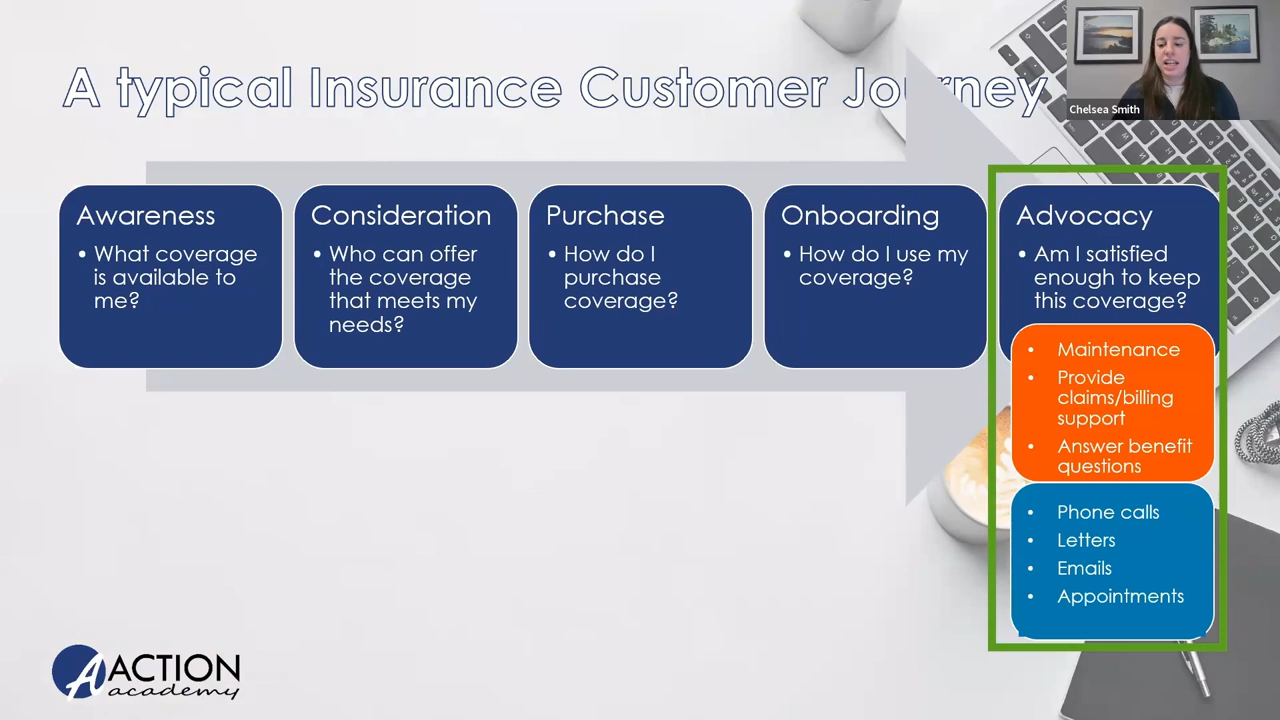 A typical Insurance Customer Journey
Chelsea Smith
Awareness
• What coverage
is available to
me?
Consideration
• Who can offer
the coverage
that meets my
needs?
Purchase
• How do I
purchase
coverage?
Onboarding
• How do I use my
coverage?
Advocacy
• Am I satisfied
enough to keep
this coverage?
• Maintenance
• Provide
claims/billing
support
• Answer benefit
questions
• Phone calls
• Letters
• Emails
• Appointments
A ACTION
academy